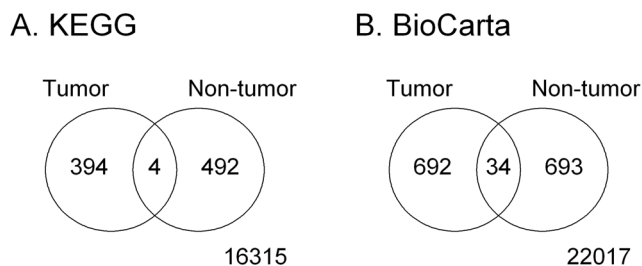 A. KEGG
B. BioCarta
Tumor
Non-tumor
Tumor
Non-tumor
394
4
492
692
34
693
16315
22017